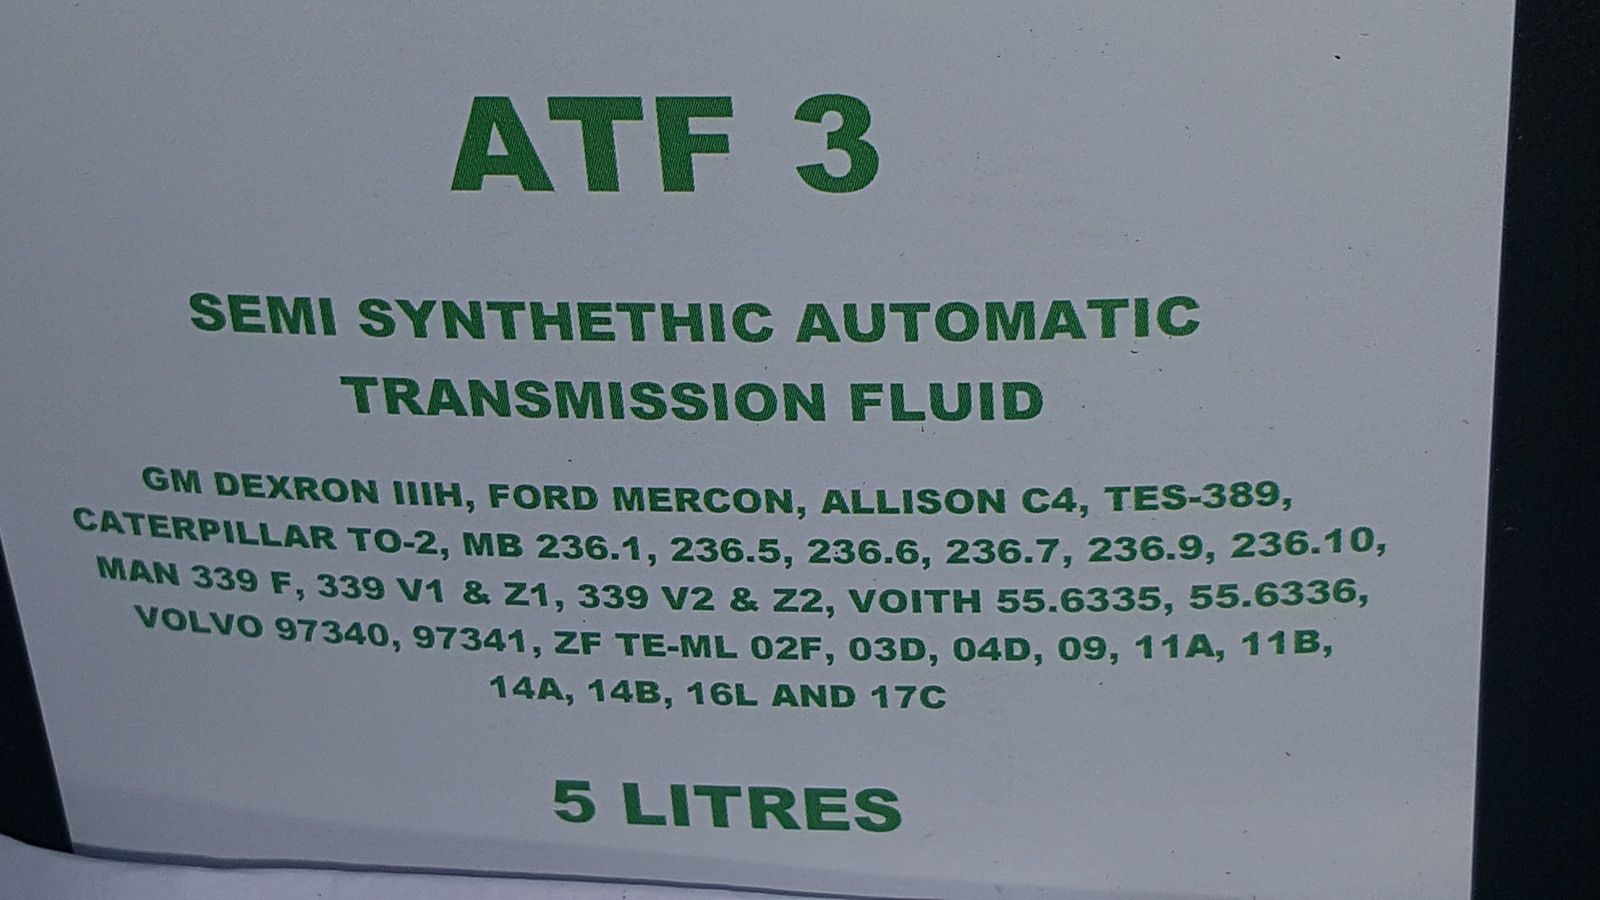 ATF 3
SEMI SYNTHETHIC AUTOMATIC
TRANSMISSION FLUID
GM DEXRON IIIH, FORD MERCON, ALLISON C4, TES-389,
CATERPILLAR TO-2, MB 236.1, 236.5, 236.6, 236.7, 236.9, 236.10,
MAN 339 F, 339 V1 & Z1, 339 V2 & Z2, VOITH 55.6335, 55.6336,
VOLVO 97340, 97341, ZF TE-ML 02F, 03D, 04D, 09, 11A, 11B,
14A, 14B, 16L AND 17C
5 LITRES